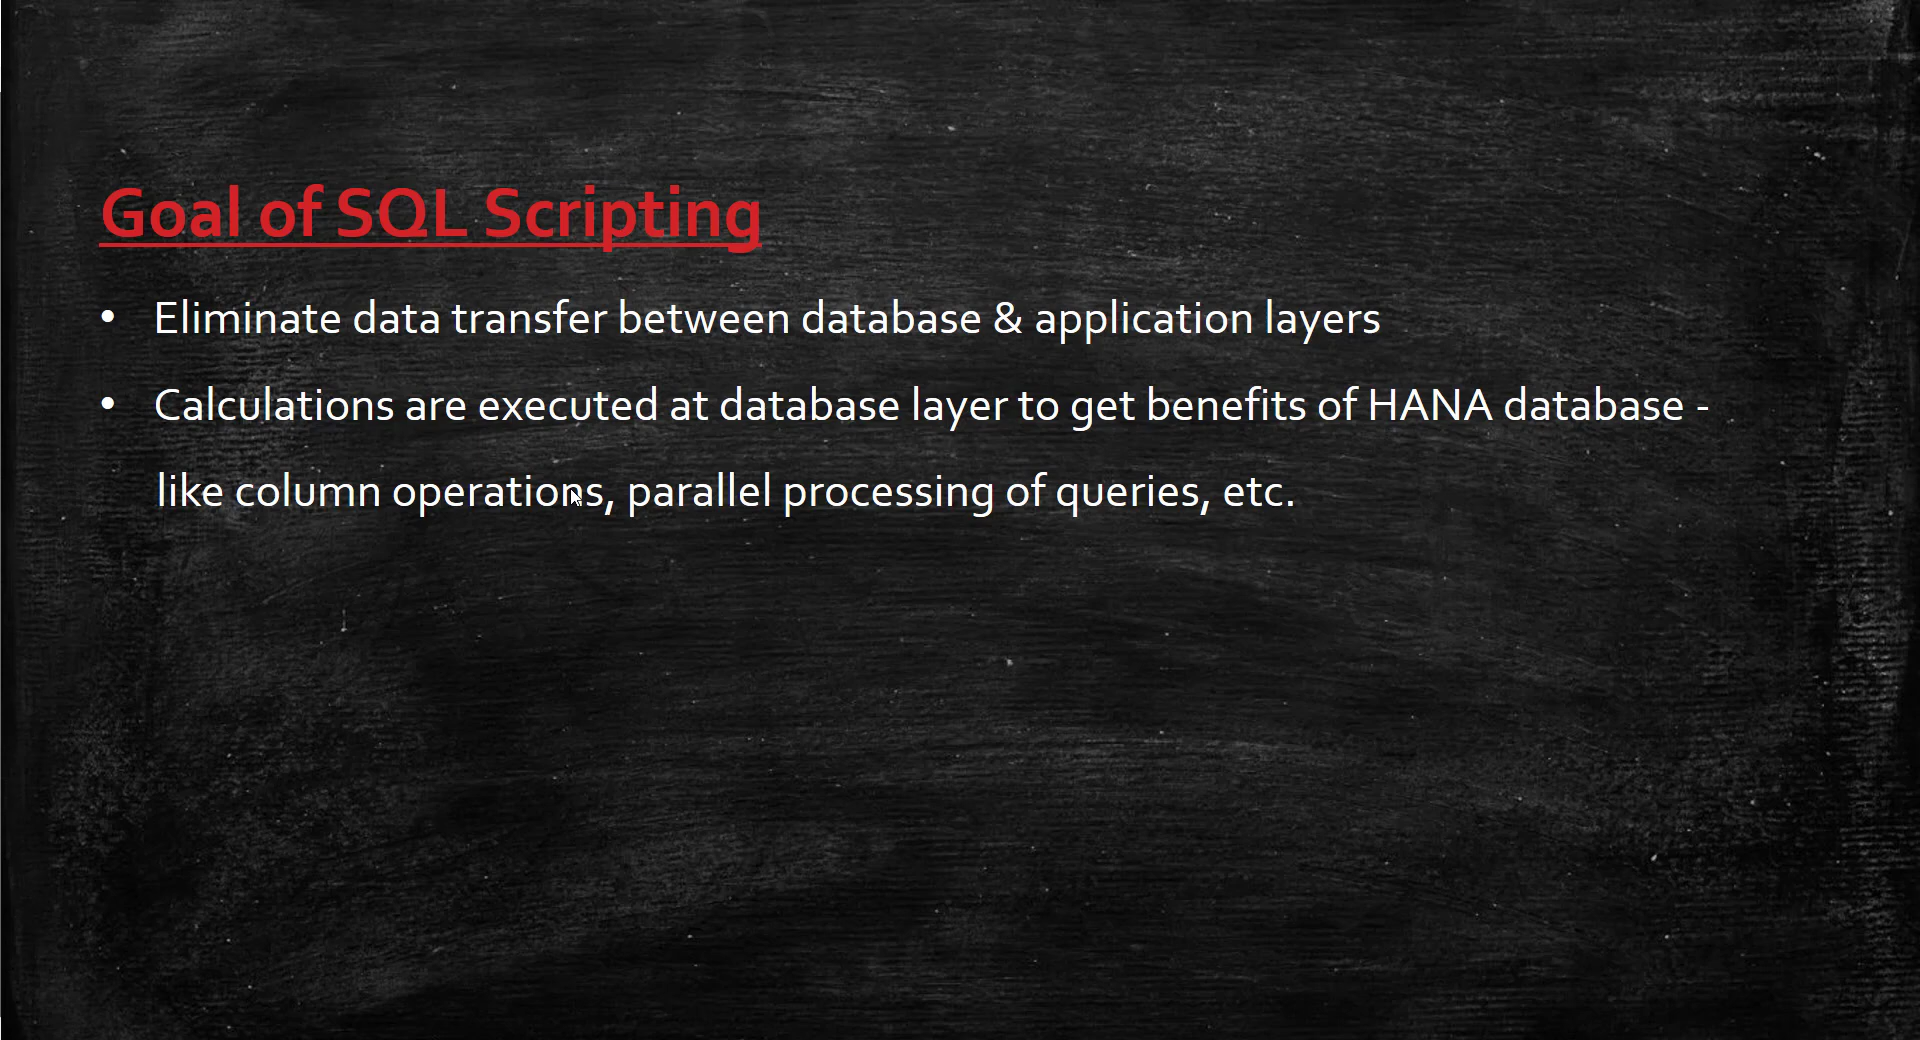 Goal of SQL Scripting
• Eliminate data transfer between database & application layers
• Calculations are executed at database layer to get benefits of HANA database -
like column operations, parallel processing of queries, etc.